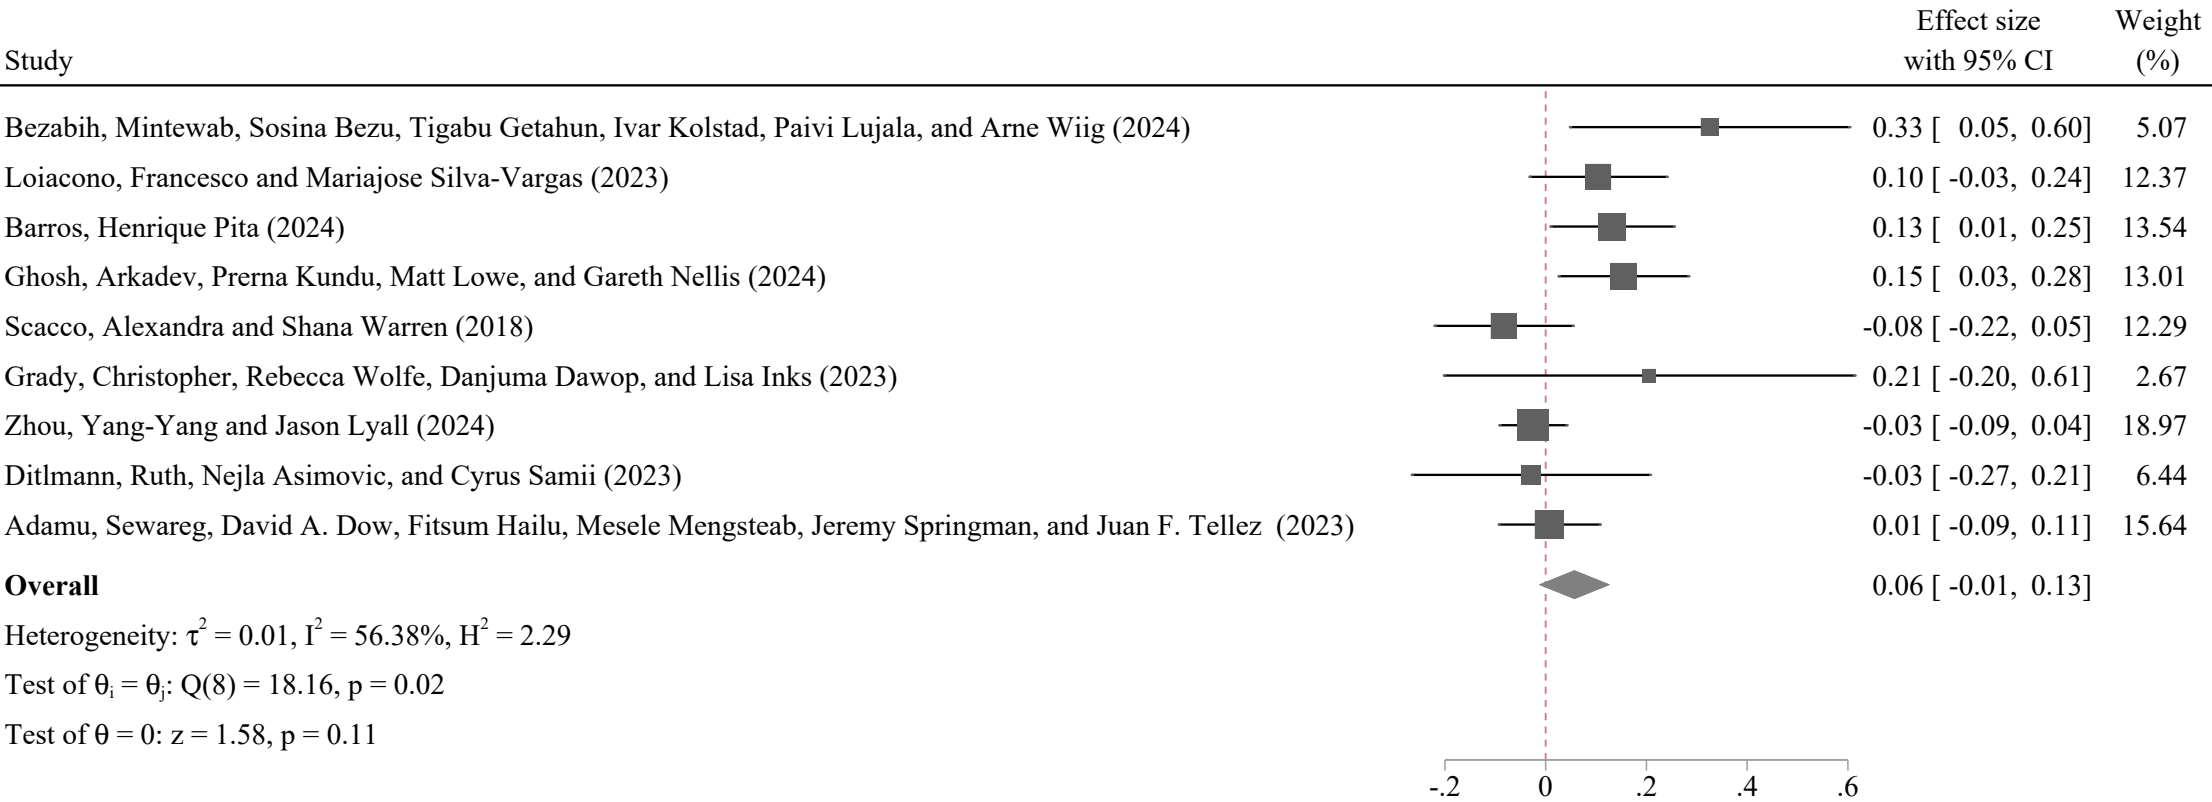 Effect size Weight
Study with 95% CI (%)
Bezabih, Mintewab, Sosina Bezu, Tigabu Getahun, Ivar Kolstad, Paivi Lujala, and Arne Wiig (2024) 0.33 [ 0.05, 0.60] 5.07
Loiacono, Francesco and Mariajose Silva-Vargas (2023) 0.10 [ -0.03, 0.24] 12.37
Barros, Henrique Pita (2024) 0.13 [ 0.01, 0.25] 13.54
Ghosh, Arkadev, Prerna Kundu, Matt Lowe, and Gareth Nellis (2024) 0.15 [ 0.03, 0.28] 13.01
Scacco, Alexandra and Shana Warren (2018) -0.08 [ -0.22, 0.05] 12.29
Grady, Christopher, Rebecca Wolfe, Danjuma Dawop, and Lisa Inks (2023) 0.21 [ -0.20, 0.61] 2.67
Zhou, Yang-Yang and Jason Lyall (2024) -0.03 [ -0.09, 0.04] 18.97
Ditlmann, Ruth, Nejla Asimovic, and Cyrus Samii (2023) -0.03 [ -0.27, 0.21] 6.44
Adamu, Sewareg, David A. Dow, Fitsum Hailu, Mesele Mengsteab, Jeremy Springman, and Juan F. Tellez (2023) 0.01 [ -0.09, 0.11] 15.64
Overall 0.06 [ -0.01, 0.13]
Heterogeneity: τ² = 0.01, I² = 56.38%, H² = 2.29
Test of θᵢ = θⱼ: Q(8) = 18.16, p = 0.02
Test of θ = 0: z = 1.58, p = 0.11
-.2 0 .2 .4 .6